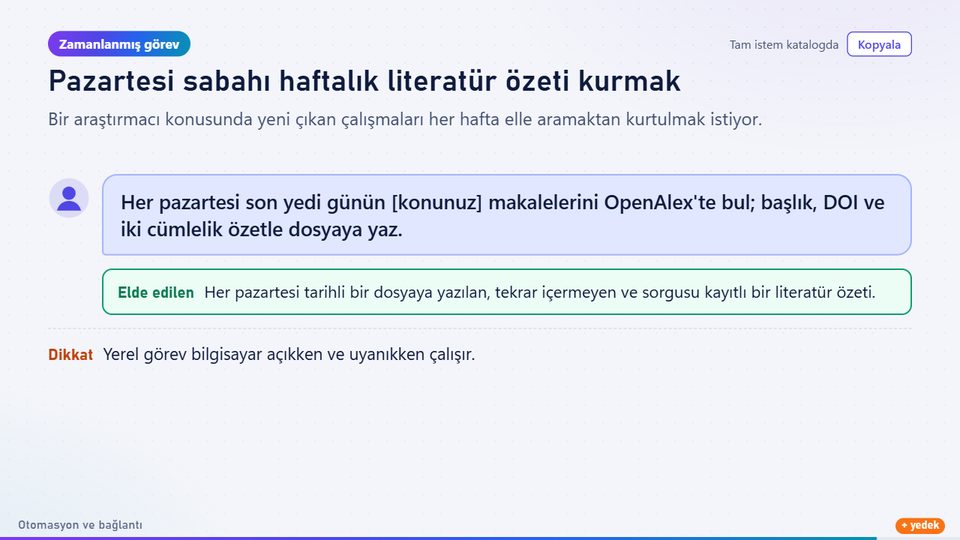 Zamanlanmış görev
Tam istem katalogda
Kopyala
Pazartesi sabahı haftalık literatür özeti kurmak
Bir araştırmacı konusunda yeni çıkan çalışmaları her hafta elle aramaktan kurtulmak istiyor.
Her pazartesi son yedi günün [konunuz] makalelerini OpenAlex'te bul; başlık, DOI ve
iki cümlelik özetle dosyaya yaz.
Elde edilen Her pazartesi tarihli bir dosyaya yazılan, tekrar içermeyen ve sorgusu kayıtlı bir literatür özeti.
Dikkat Yerel görev bilgisayar açıkken ve uyanıkken çalışır.
Otomasyon ve bağlantı
+ yedek